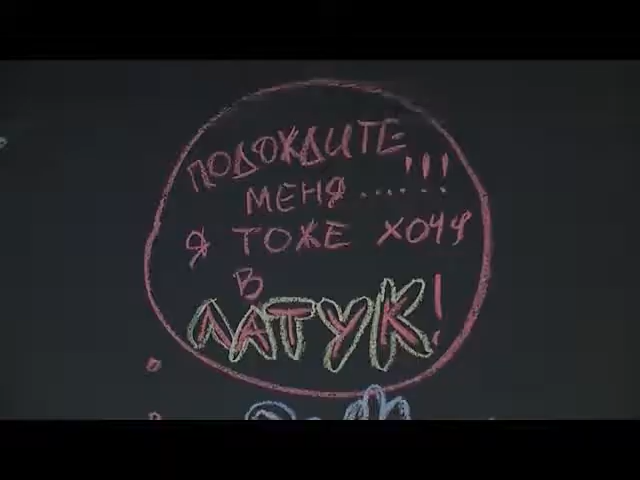 ПОДОЖДИТЕ
МЕНЯ.......!!!
Я ТОЖЕ ХОЧУ
В
ЛАТУК!